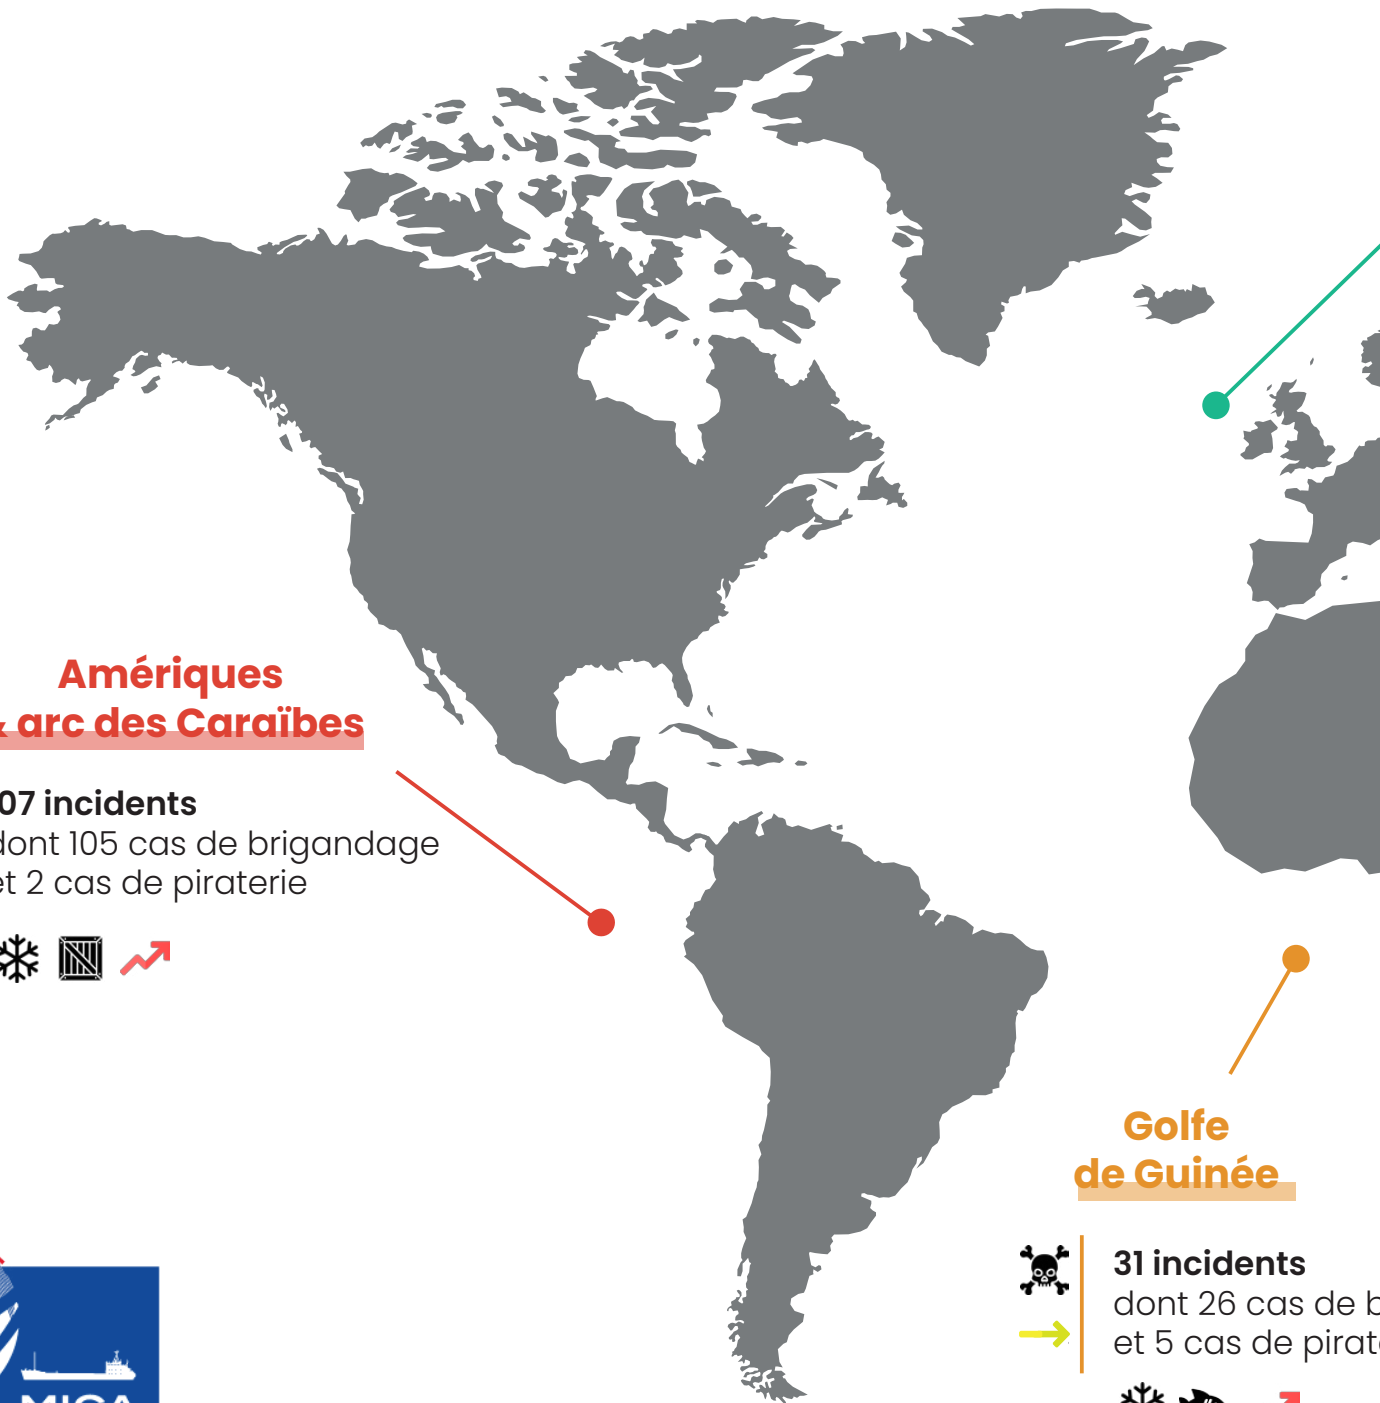 Amériques
& arc des Caraïbes
07 incidents
dont 105 cas de brigandage
et 2 cas de piraterie
Golfe
de Guinée
31 incidents
dont 26 cas de b
et 5 cas de pirat
MICA